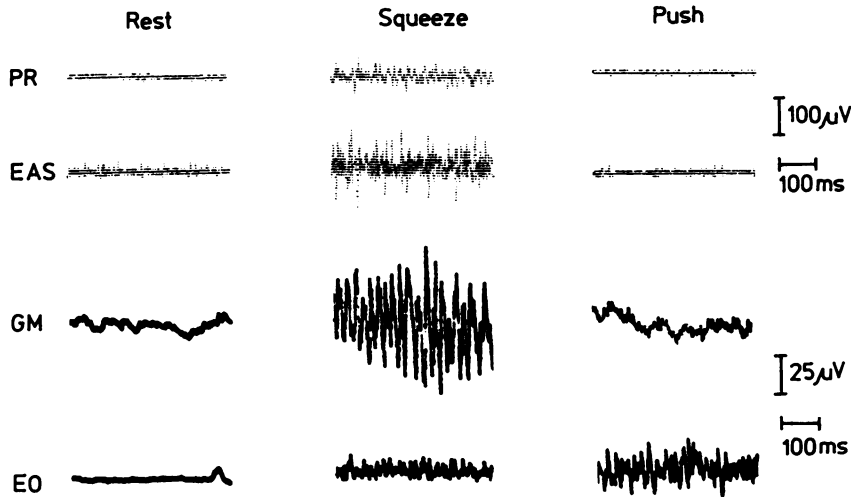 Rest Squeeze Push
PR
100µV
EAS
100ms
GM
25µV
100ms
EO